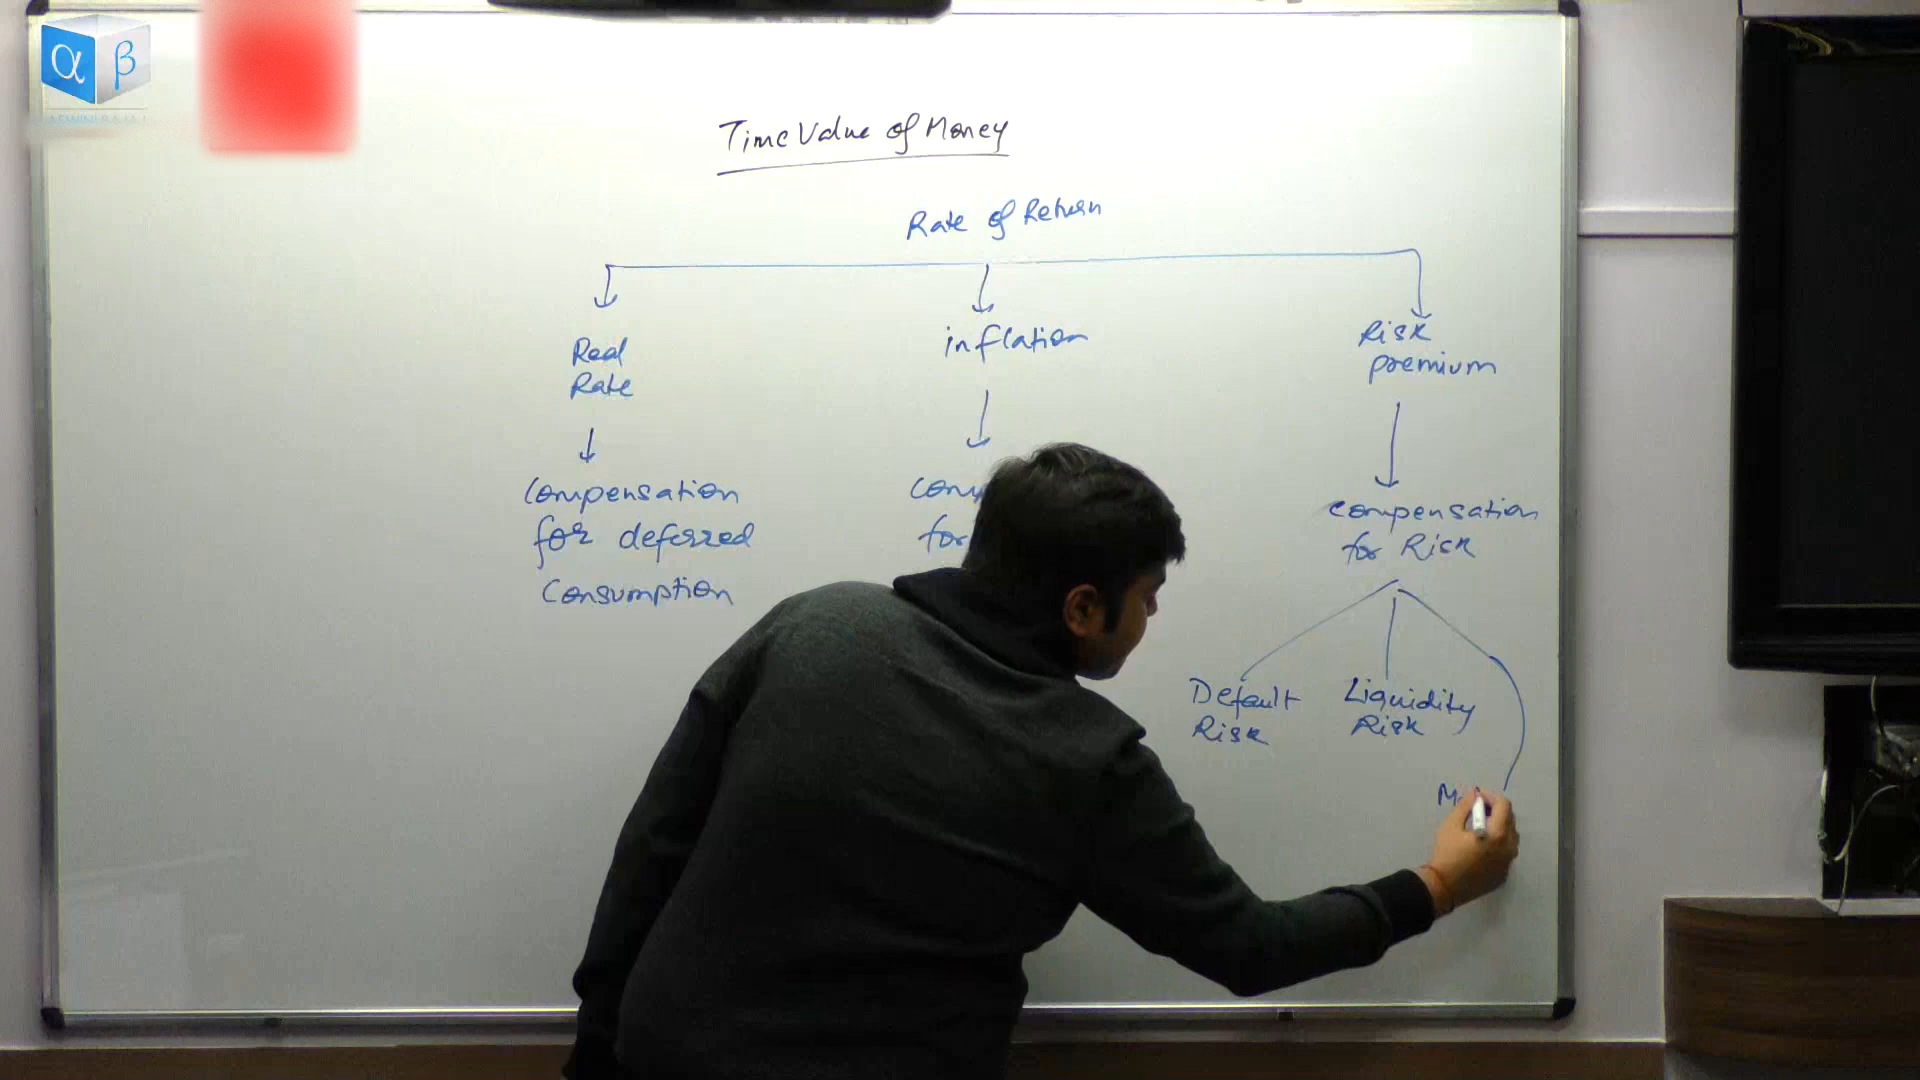 α β
Time Value of Money
Rate of Return
Real
Rate
inflation
Risk
premium
Compensation
for deferred
Consumption
for
compensation
for Risk
Default
Risk
Liquidity
Risk